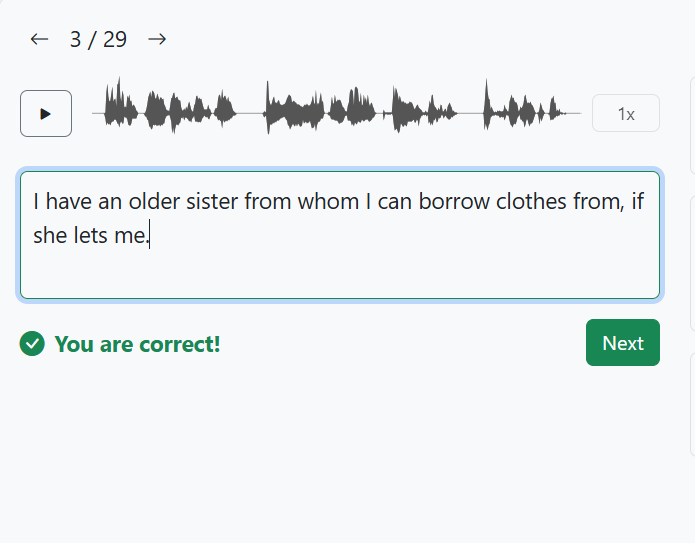 ← 3 / 29 →
1x
I have an older sister from whom I can borrow clothes from, if
she lets me.
You are correct!
Next